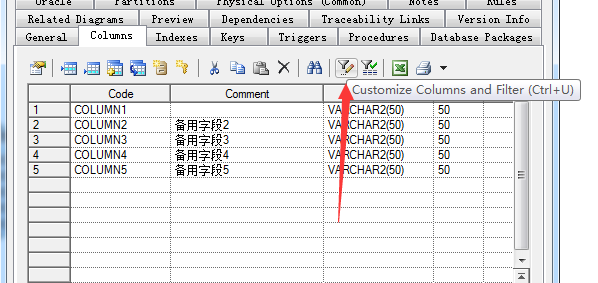 Oracle Partitions Physical Options (Common) Notes Rules
Related Diagrams Preview Dependencies Traceability Links Version Info
General Columns Indexes Keys Triggers Procedures Database Packages
Customize Columns and Filter (Ctrl+U)
Code Comment
1 COLUMN1 VARCHAR2(50) 50
2 COLUMN2 备用字段2 VARCHAR2(50) 50
3 COLUMN3 备用字段3 VARCHAR2(50) 50
4 COLUMN4 备用字段4 VARCHAR2(50) 50
5 COLUMN5 备用字段5 VARCHAR2(50) 50